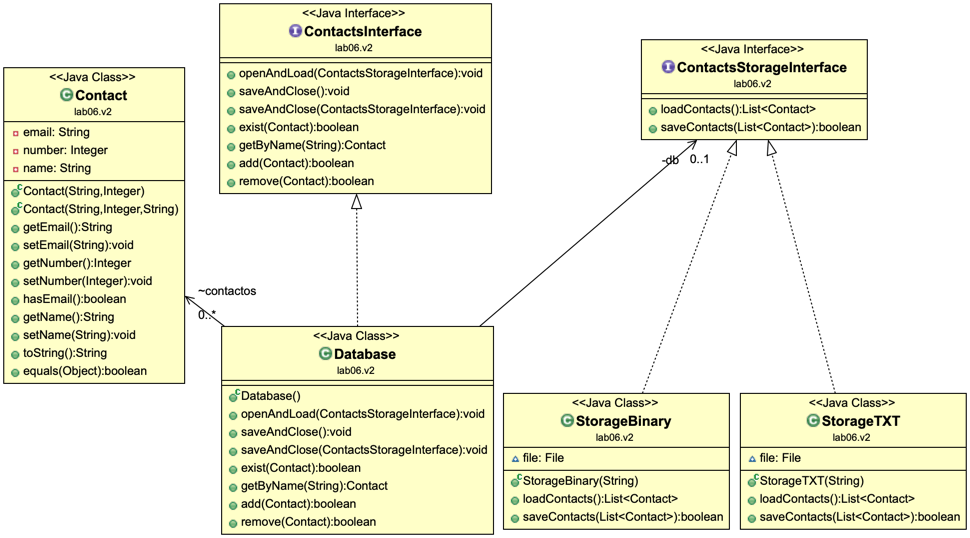 <<Java Class>>
Contact
lab06.v2
email: String
number: Integer
name: String
Contact(String,Integer)
Contact(String,Integer,String)
getEmail():String
setEmail(String):void
getNumber():Integer
setNumber(Integer):void
hasEmail():boolean
getName():String
setName(String):void
toString():String
equals(Object):boolean
<<Java Interface>>
ContactsInterface
lab06.v2
openAndLoad(ContactsStorageInterface):void
saveAndClose():void
saveAndClose(ContactsStorageInterface):void
exist(Contact):boolean
getByName(String):Contact
add(Contact):boolean
remove(Contact):boolean
<<Java Interface>>
ContactsStorageInterface
lab06.v2
loadContacts():List<Contact>
saveContacts(List<Contact>):boolean
-db 0..1
~contactos
0..*
<<Java Class>>
Database
lab06.v2
Database()
openAndLoad(ContactsStorageInterface):void
saveAndClose():void
saveAndClose(ContactsStorageInterface):void
exist(Contact):boolean
getByName(String):Contact
add(Contact):boolean
remove(Contact):boolean
<<Java Class>>
StorageBinary
lab06.v2
file: File
StorageBinary(String)
loadContacts():List<Contact>
saveContacts(List<Contact>):boolean
<<Java Class>>
StorageTXT
lab06.v2
file: File
StorageTXT(String)
loadContacts():List<Contact>
saveContacts(List<Contact>):boolean